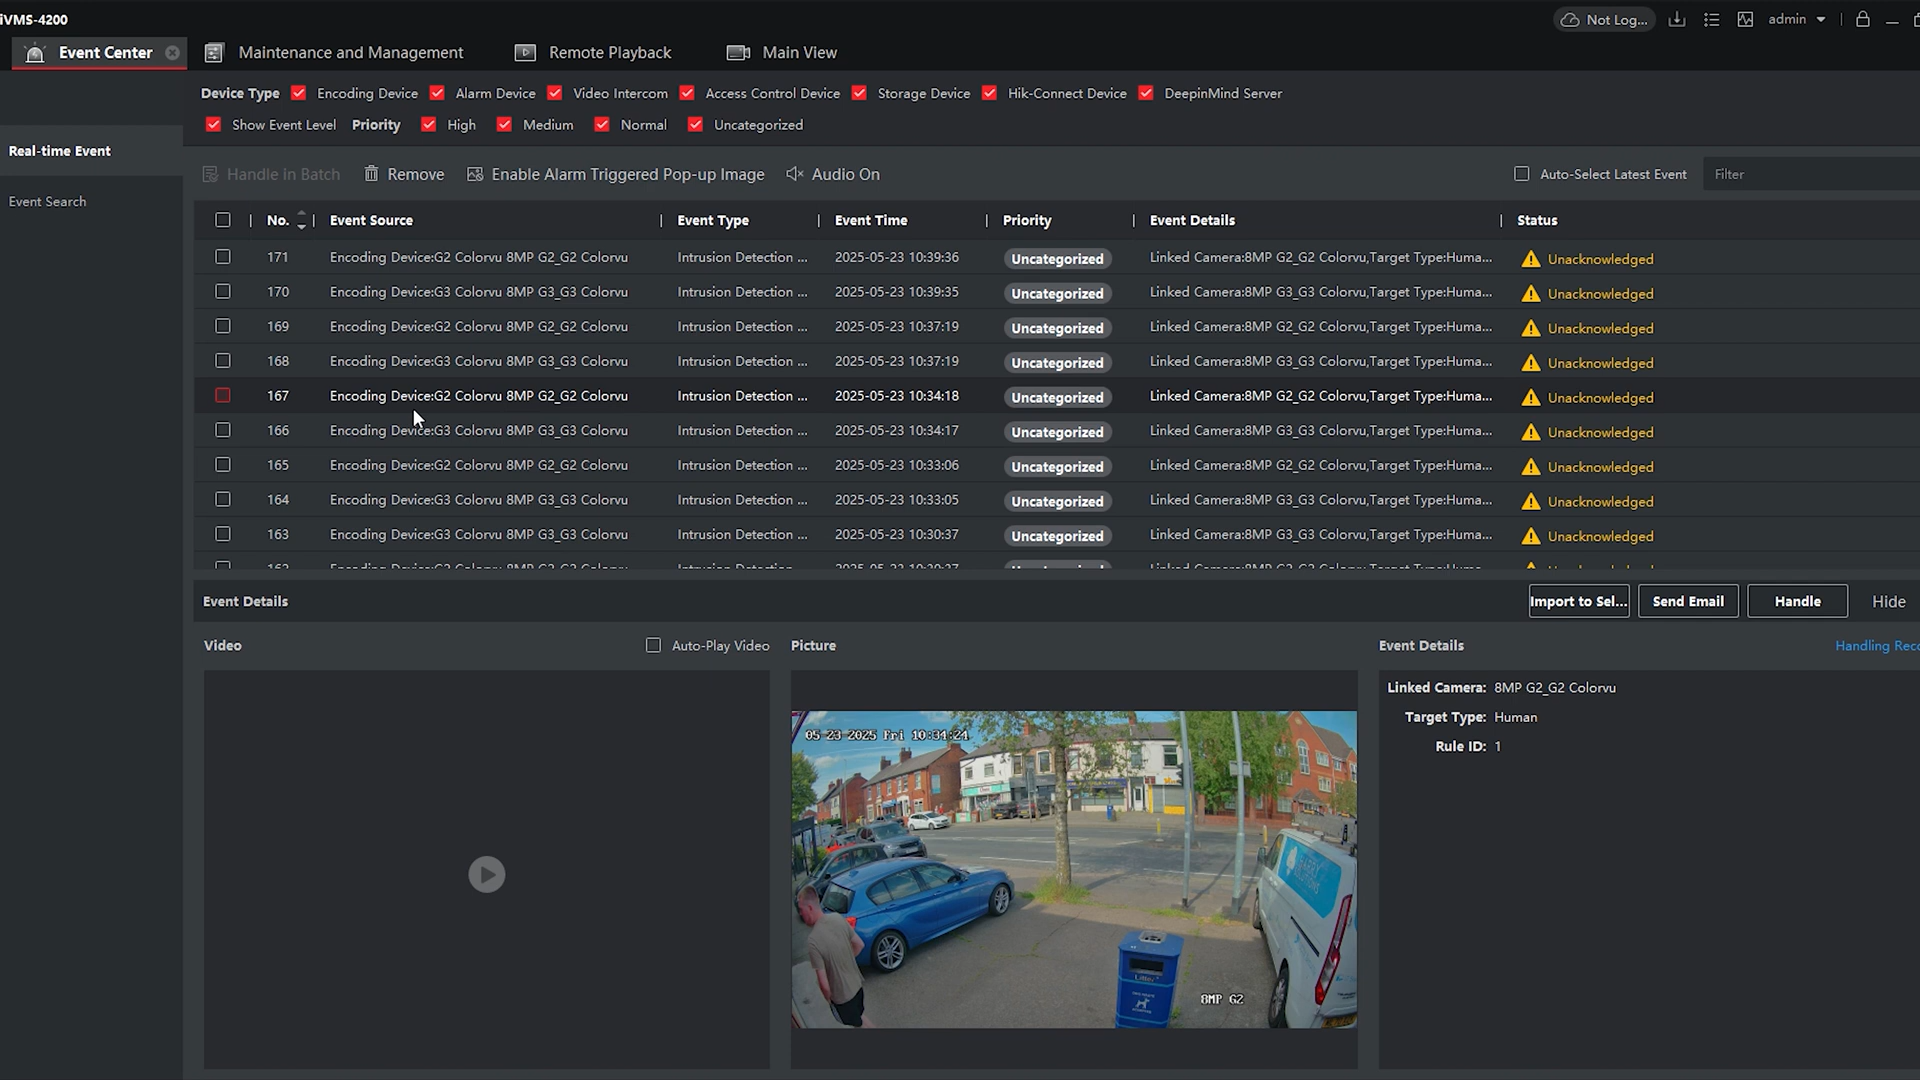 iVMS-4200
Not Log...
admin
Event Center
Maintenance and Management
Remote Playback
Main View
Device Type Encoding Device Alarm Device Video Intercom Access Control Device Storage Device Hik-Connect Device DeepinMind Server
Show Event Level Priority High Medium Normal Uncategorized
Real-time Event
Event Search
Handle in Batch Remove Enable Alarm Triggered Pop-up Image Audio On Auto-Select Latest Event Filter
No. Event Source Event Type Event Time Priority Event Details Status
171 Encoding Device:G2 Colorvu 8MP G2_G2 Colorvu Intrusion Detection ... 2025-05-23 10:39:36 Uncategorized Linked Camera:8MP G2_G2 Colorvu,Target Type:Huma... Unacknowledged
170 Encoding Device:G3 Colorvu 8MP G3_G3 Colorvu Intrusion Detection ... 2025-05-23 10:39:35 Uncategorized Linked Camera:8MP G3_G3 Colorvu,Target Type:Huma... Unacknowledged
169 Encoding Device:G2 Colorvu 8MP G2_G2 Colorvu Intrusion Detection ... 2025-05-23 10:37:19 Uncategorized Linked Camera:8MP G2_G2 Colorvu,Target Type:Huma... Unacknowledged
168 Encoding Device:G3 Colorvu 8MP G3_G3 Colorvu Intrusion Detection ... 2025-05-23 10:37:19 Uncategorized Linked Camera:8MP G3_G3 Colorvu,Target Type:Huma... Unacknowledged
167 Encoding Device:G2 Colorvu 8MP G2_G2 Colorvu Intrusion Detection ... 2025-05-23 10:34:18 Uncategorized Linked Camera:8MP G2_G2 Colorvu,Target Type:Huma... Unacknowledged
166 Encoding Device:G3 Colorvu 8MP G3_G3 Colorvu Intrusion Detection ... 2025-05-23 10:34:17 Uncategorized Linked Camera:8MP G3_G3 Colorvu,Target Type:Huma... Unacknowledged
165 Encoding Device:G2 Colorvu 8MP G2_G2 Colorvu Intrusion Detection ... 2025-05-23 10:33:06 Uncategorized Linked Camera:8MP G2_G2 Colorvu,Target Type:Huma... Unacknowledged
164 Encoding Device:G3 Colorvu 8MP G3_G3 Colorvu Intrusion Detection ... 2025-05-23 10:33:05 Uncategorized Linked Camera:8MP G3_G3 Colorvu,Target Type:Huma... Unacknowledged
163 Encoding Device:G3 Colorvu 8MP G3_G3 Colorvu Intrusion Detection ... 2025-05-23 10:30:37 Uncategorized Linked Camera:8MP G3_G3 Colorvu,Target Type:Huma... Unacknowledged
Event Details Import to Sel... Send Email Handle Hide
Video Auto-Play Video Picture Event Details Handling Reco
Linked Camera: 8MP G2_G2 Colorvu
Target Type: Human
Rule ID: 1
05-23-2025 Fri 10:34:24
Litter
8MP G2